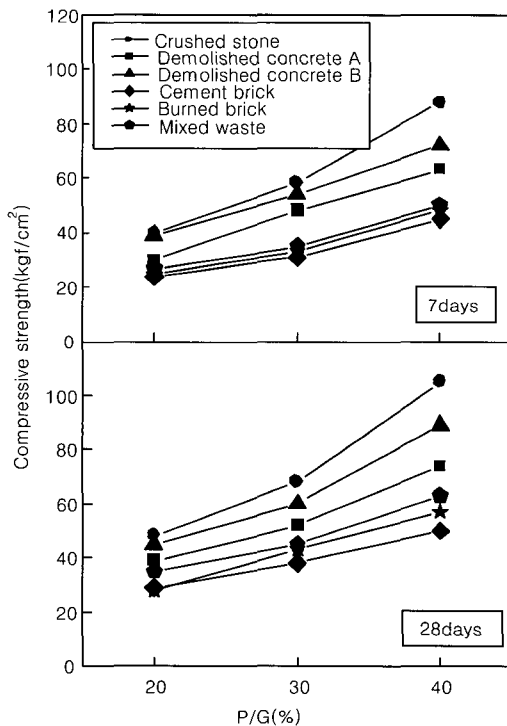 120
Crushed stone
Demolished concrete A
Demolished concrete B
Cement brick
Burned brick
Mixed waste
100
80
60
40
20
0
7days
Compressive strength(kgf/cm²)
100
80
60
40
20
0
28days
20 30 40
P/G(%)